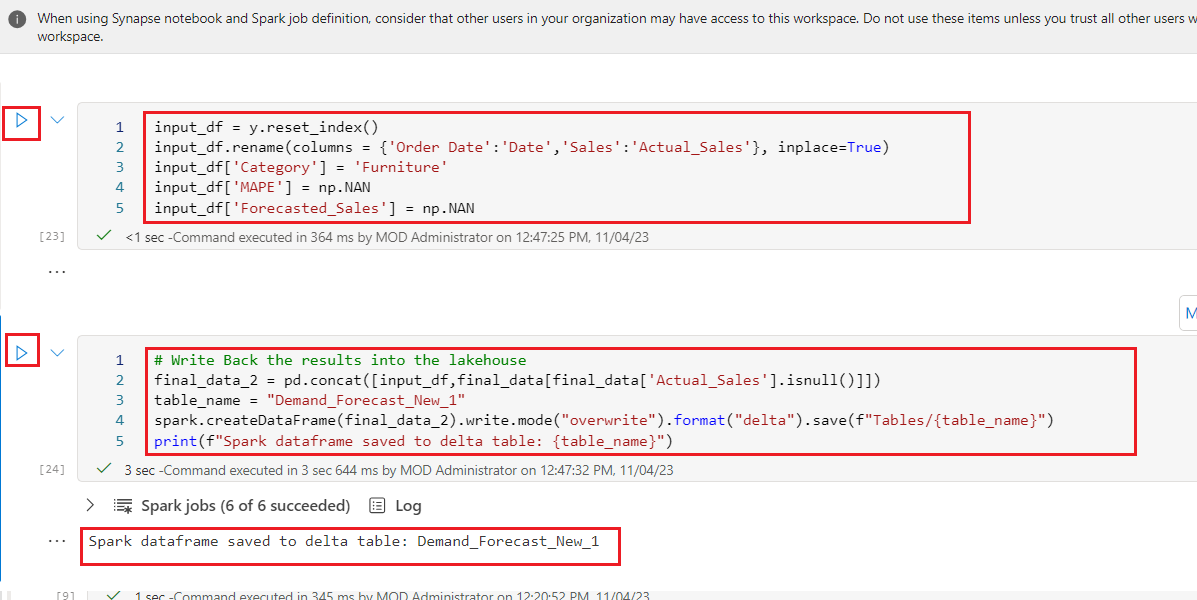 When using Synapse notebook and Spark job definition, consider that other users in your organization may have access to this workspace. Do not use these items unless you trust all other users
workspace.
1 input_df = y.reset_index()
2 input_df.rename(columns = {'Order Date':'Date','Sales':'Actual_Sales'}, inplace=True)
3 input_df['Category'] = 'Furniture'
4 input_df['MAPE'] = np.NAN
5 input_df['Forecasted_Sales'] = np.NAN
[23] <1 sec -Command executed in 364 ms by MOD Administrator on 12:47:25 PM, 11/04/23
...
M
1 # Write Back the results into the lakehouse
2 final_data_2 = pd.concat([input_df,final_data[final_data['Actual_Sales'].isnull()]])
3 table_name = "Demand_Forecast_New_1"
4 spark.createDataFrame(final_data_2).write.mode("overwrite").format("delta").save(f"Tables/{table_name}")
5 print(f"Spark dataframe saved to delta table: {table_name}")
[24] 3 sec -Command executed in 3 sec 644 ms by MOD Administrator on 12:47:32 PM, 11/04/23
Spark jobs (6 of 6 succeeded) Log
... Spark dataframe saved to delta table: Demand_Forecast_New_1
[9] 1 sec -Command executed in 345 ms by MOD Administrator on 12:20:52 PM, 11/04/23